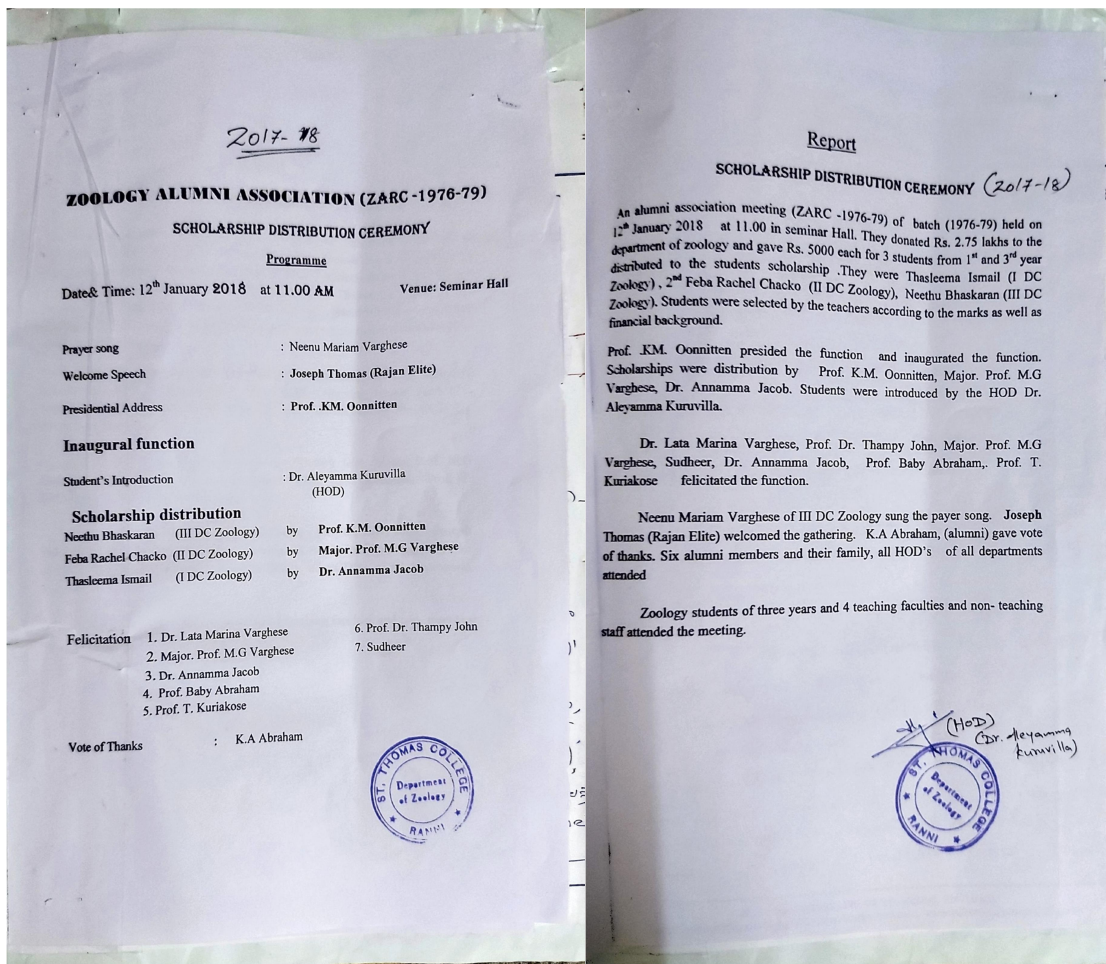 2017-18
ZOOLOGY ALUMNI ASSOCIATION (ZARC -1976-79)
SCHOLARSHIP DISTRIBUTION CEREMONY
Programme
Date& Time: 12th January 2018 at 11.00 AM Venue: Seminar Hall
Prayer song : Neenu Mariam Varghese
Welcome Speech : Joseph Thomas (Rajan Elite)
Presidential Address : Prof. .KM. Oonnitten
Inaugural function
Student's Introduction : Dr. Aleyamma Kuruvilla
(HOD)
Scholarship distribution
Neethu Bhaskaran (III DC Zoology) by Prof. K.M. Oonnitten
Feba Rachel Chacko (II DC Zoology) by Major. Prof. M.G Varghese
Thasleema Ismail (I DC Zoology) by Dr. Annamma Jacob
Felicitation 1. Dr. Lata Marina Varghese 6. Prof. Dr. Thampy John
2. Major. Prof. M.G Varghese 7. Sudheer
3. Dr. Annamma Jacob
4. Prof. Baby Abraham
5. Prof. T. Kuriakose
Vote of Thanks : K.A Abraham
ST. THOMAS COLLEGE
Department
of Zoology
RANNI
Report
SCHOLARSHIP DISTRIBUTION CEREMONY (2017-18)
An alumni association meeting (ZARC -1976-79) of batch (1976-79) held on
12th January 2018 at 11.00 in seminar Hall. They donated Rs. 2.75 lakhs to the
department of zoology and gave Rs. 5000 each for 3 students from 1st and 3rd year
distributed to the students scholarship .They were Thasleema Ismail (I DC
Zoology) , 2nd Feba Rachel Chacko (II DC Zoology), Neethu Bhaskaran (III DC
Zoology). Students were selected by the teachers according to the marks as well as
financial background.
Prof. .KM. Oonnitten presided the function and inaugurated the function.
Scholarships were distribution by Prof. K.M. Oonnitten, Major. Prof. M.G
Varghese, Dr. Annamma Jacob. Students were introduced by the HOD Dr.
Aleyamma Kuruvilla.
Dr. Lata Marina Varghese, Prof. Dr. Thampy John, Major. Prof. M.G
Varghese, Sudheer, Dr. Annamma Jacob, Prof. Baby Abraham,. Prof. T.
Kuriakose felicitated the function.
Neenu Mariam Varghese of III DC Zoology sung the payer song. Joseph
Thomas (Rajan Elite) welcomed the gathering. K.A Abraham, (alumni) gave vote
of thanks. Six alumni members and their family, all HOD's of all departments
attended
Zoology students of three years and 4 teaching faculties and non- teaching
staff attended the meeting.
(HOD)
(Dr. Aleyamma
Kuruvilla)
ST. THOMAS COLLEGE
Department
of Zoology
RANNI